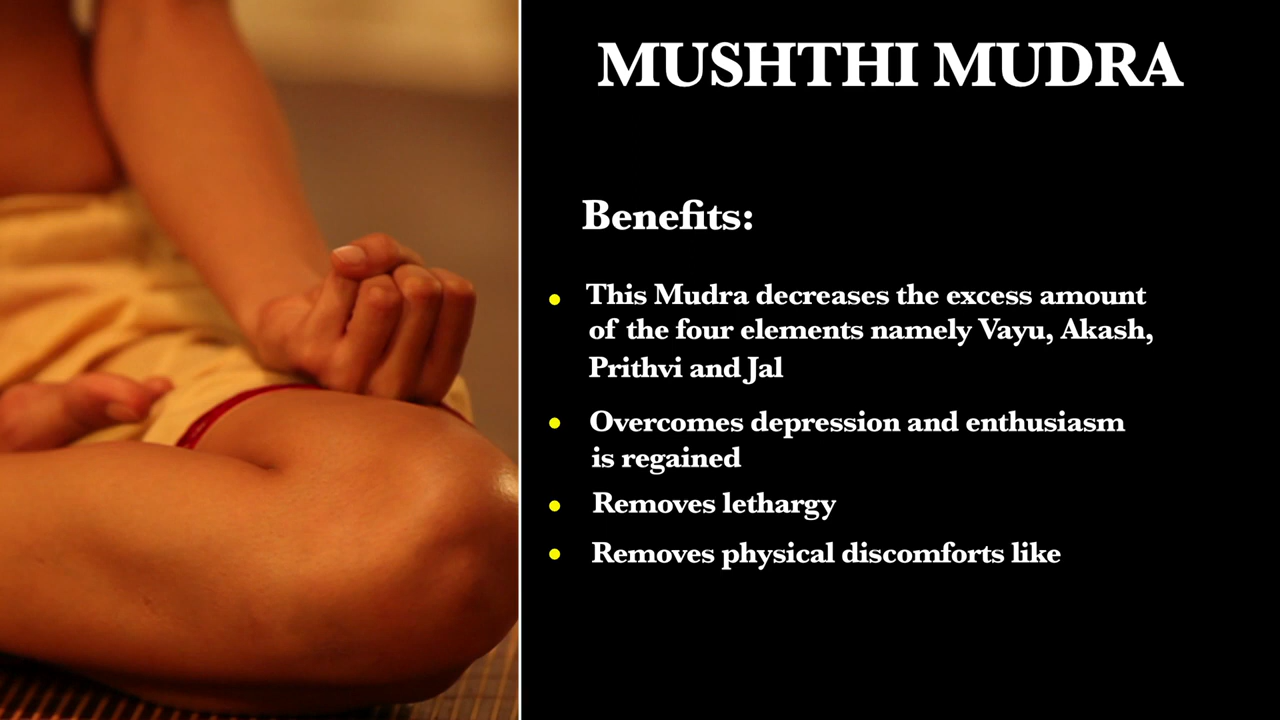 MUSHTHI MUDRA
Benefits:
This Mudra decreases the excess amount
of the four elements namely Vayu, Akash,
Prithvi and Jal
Overcomes depression and enthusiasm
is regained
Removes lethargy
Removes physical discomforts like